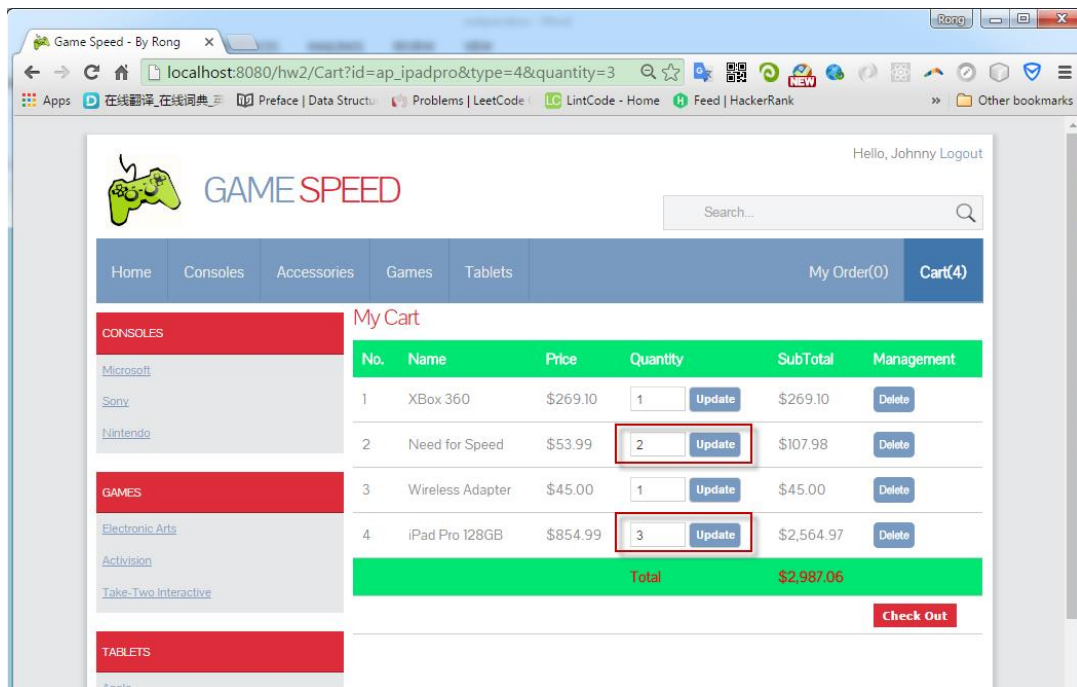 Rong
Game Speed - By Rong
localhost:8080/hw2/Cart?id=ap_ipadpro&type=4&quantity=3
NEW
Apps
在线翻译_在线词典_
Preface | Data Structu
Problems | LeetCode
LintCode - Home
Feed | HackerRank
» Other bookmarks
Hello, Johnny Logout
GAME SPEED
Search...
Home Consoles Accessories Games Tablets My Order(0) Cart(4)
CONSOLES
Microsoft
Sony
Nintendo
GAMES
Electronic Arts
Activision
Take-Two Interactive
TABLETS
My Cart
No. Name Price Quantity SubTotal Management
1 XBox 360 $269.10 1 Update $269.10 Delete
2 Need for Speed $53.99 2 Update $107.98 Delete
3 Wireless Adapter $45.00 1 Update $45.00 Delete
4 iPad Pro 128GB $854.99 3 Update $2,564.97 Delete
Total $2,987.06
Check Out